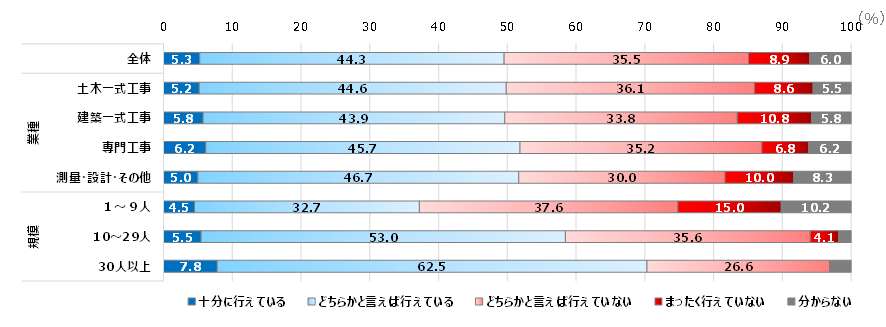 (%)
0 10 20 30 40 50 60 70 80 90 100
全体 5.3 44.3 35.5 8.9 6.0
業種
土木一式工事 5.2 44.6 36.1 8.6 5.5
建築一式工事 5.8 43.9 33.8 10.8 5.8
専門工事 6.2 45.7 35.2 6.8 6.2
測量・設計・その他 5.0 46.7 30.0 10.0 8.3
規模
1～9人 4.5 32.7 37.6 15.0 10.2
10～29人 5.5 53.0 35.6 4.1
30人以上 7.8 62.5 26.6
十分に行えている どちらかと言えば行えている どちらかと言えば行えていない まったく行えていない 分からない